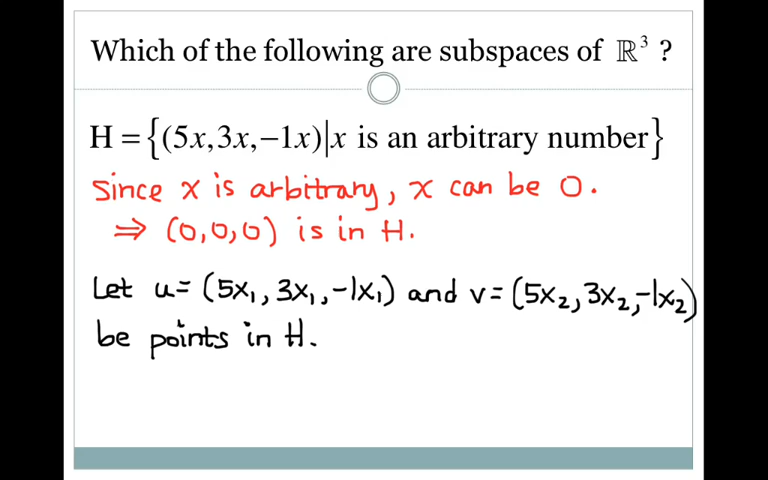 Which of the following are subspaces of ℝ³ ?
H = {(5x,3x,−1x)|x is an arbitrary number}
Since x is arbitrary, x can be 0.
⇒ (0,0,0) is in H.
Let u = (5x₁, 3x₁, -1x₁) and v = (5x₂, 3x₂, -1x₂)
be points in H.